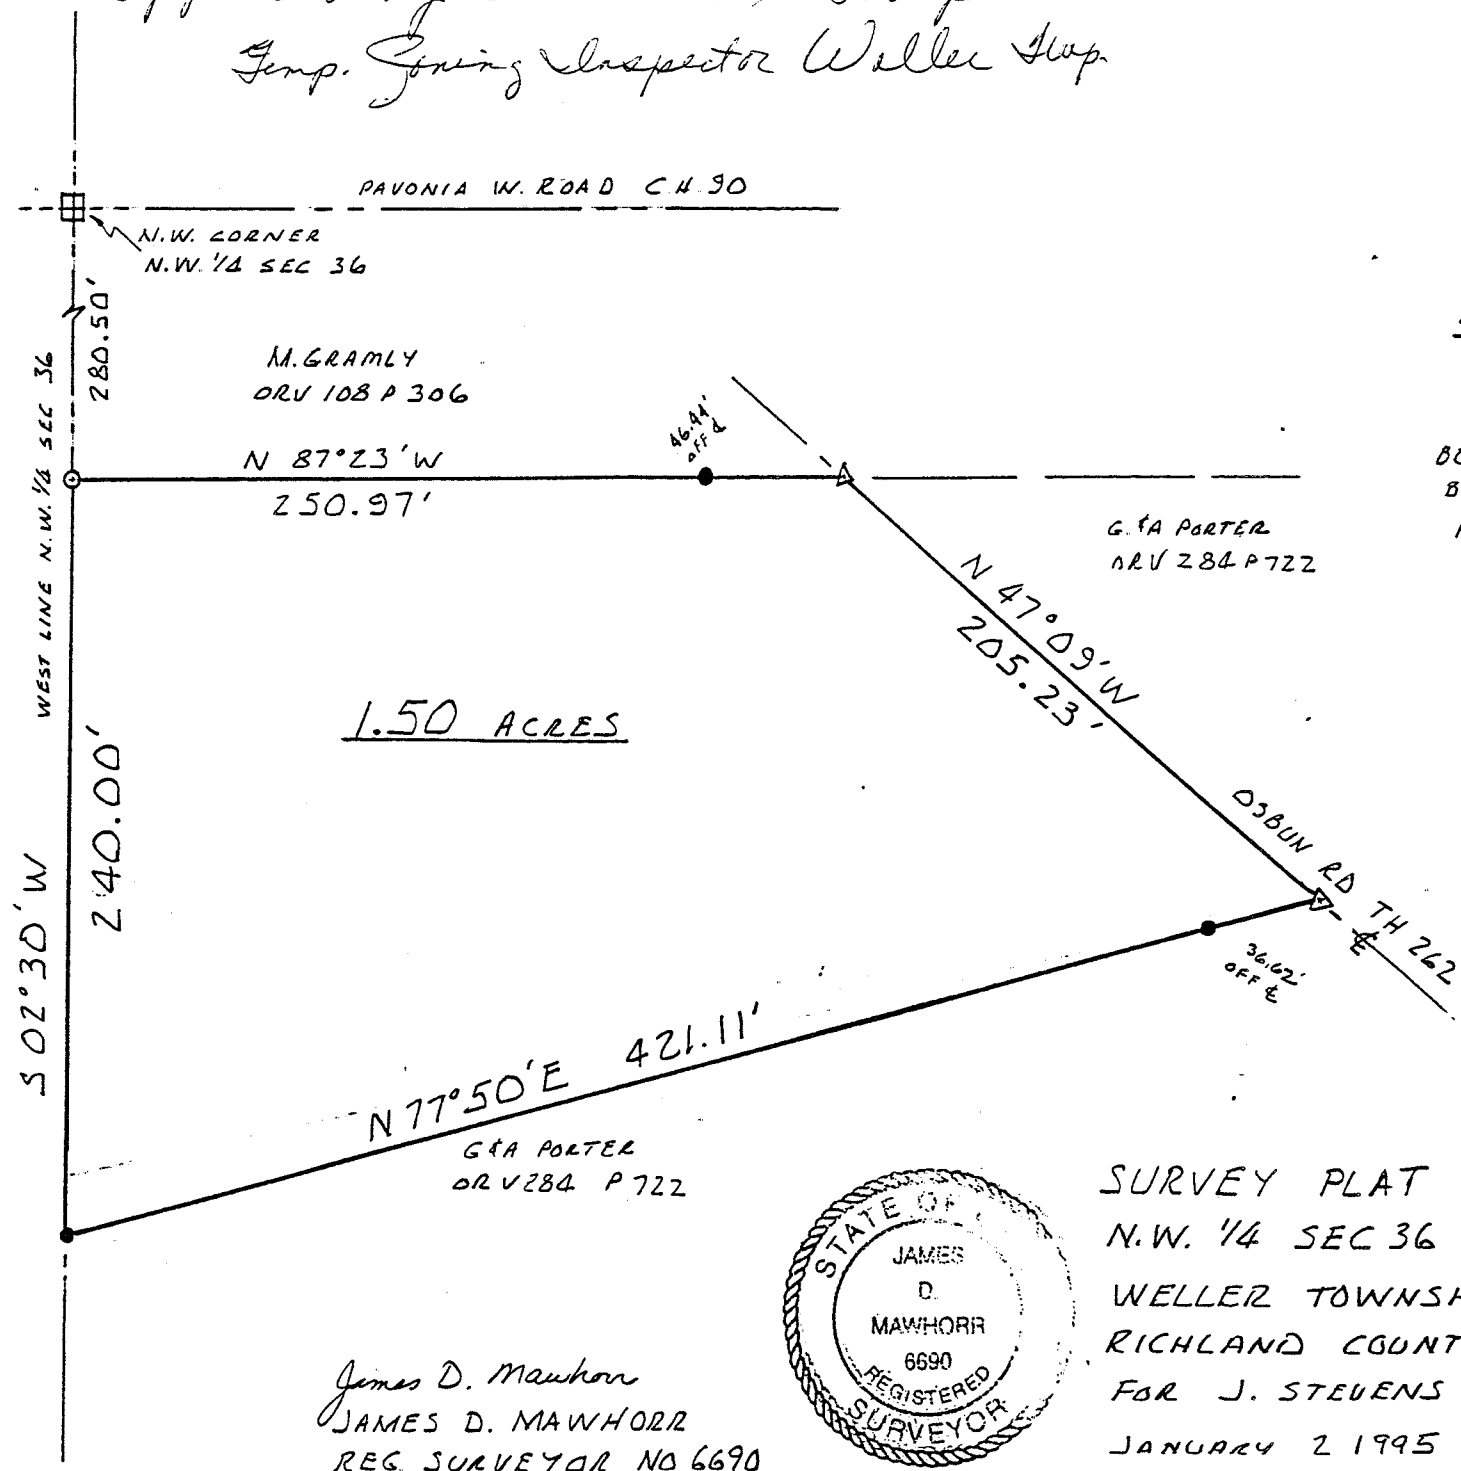 Temp. Zoning Inspector Weller Twp.
PAVONIA W. ROAD C H 90
N.W. CORNER
N.W. 1/4 SEC 36
280.50'
WEST LINE N.W. 1/4 SEC 36
M. GRAMLY
ORV 108 P 306
46.44'
OFF ℄
N 87°23'W
250.97'
G. & A PORTER
ORV 284 P 722
N 47°09'W
205.23'
1.50 ACRES
240.00'
S 02°30'W
OSBUN RD TH 262
℄
36.62'
OFF ℄
N 77°50'E 421.11'
G & A PORTER
ORV 284 P 722
STATE OF
JAMES
D.
MAWHORR
6690
REGISTERED
SURVEYOR
SURVEY PLAT
N.W. 1/4 SEC 36
WELLER TOWNSH
RICHLAND COUNT
FOR J. STEVENS
JANUARY 2 1995
James D. Mawhorr
JAMES D. MAWHORR
REG. SURVEYOR NO 6690